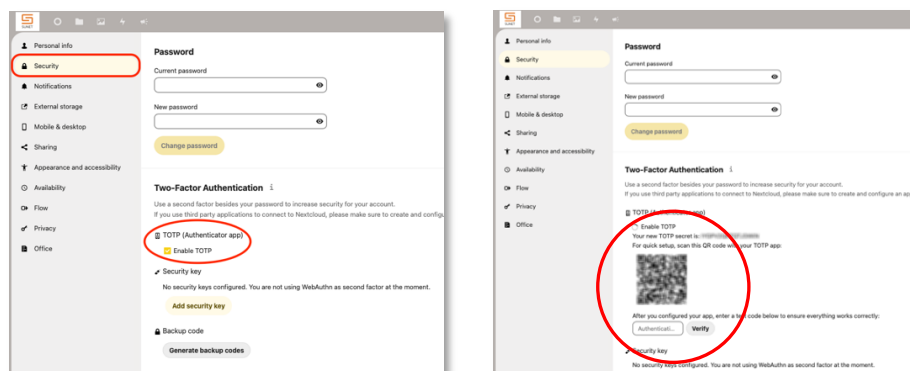 Personal info
Security
Notifications
External storage
Mobile & desktop
Sharing
Appearance and accessibility
Availability
Flow
Privacy
Office
Password
Current password
New password
Change password
Two-Factor Authentication i
Use a second factor besides your password to increase security for your account.
If you use third party applications to connect to Nextcloud, please make sure to create and configu
TOTP (Authenticator app)
Enable TOTP
Security key
No security keys configured. You are not using WebAuthn as second factor at the moment.
Add security key
Backup code
Generate backup codes
Personal info
Security
Notifications
External storage
Mobile & desktop
Sharing
Appearance and accessibility
Availability
Flow
Privacy
Office
Password
Current password
New password
Change password
Two-Factor Authentication i
Use a second factor besides your password to increase security for your account.
If you use third party applications to connect to Nextcloud, please make sure to create and configure an ap
TOTP (Authenticator app)
Enable TOTP
Your new TOTP secret is:
For quick setup, scan this QR code with your TOTP app:
After you configured your app, enter a test code below to ensure everything works correctly:
Authenticati... Verify
Security key
No security keys configured. You are not using WebAuthn as second factor at the moment.